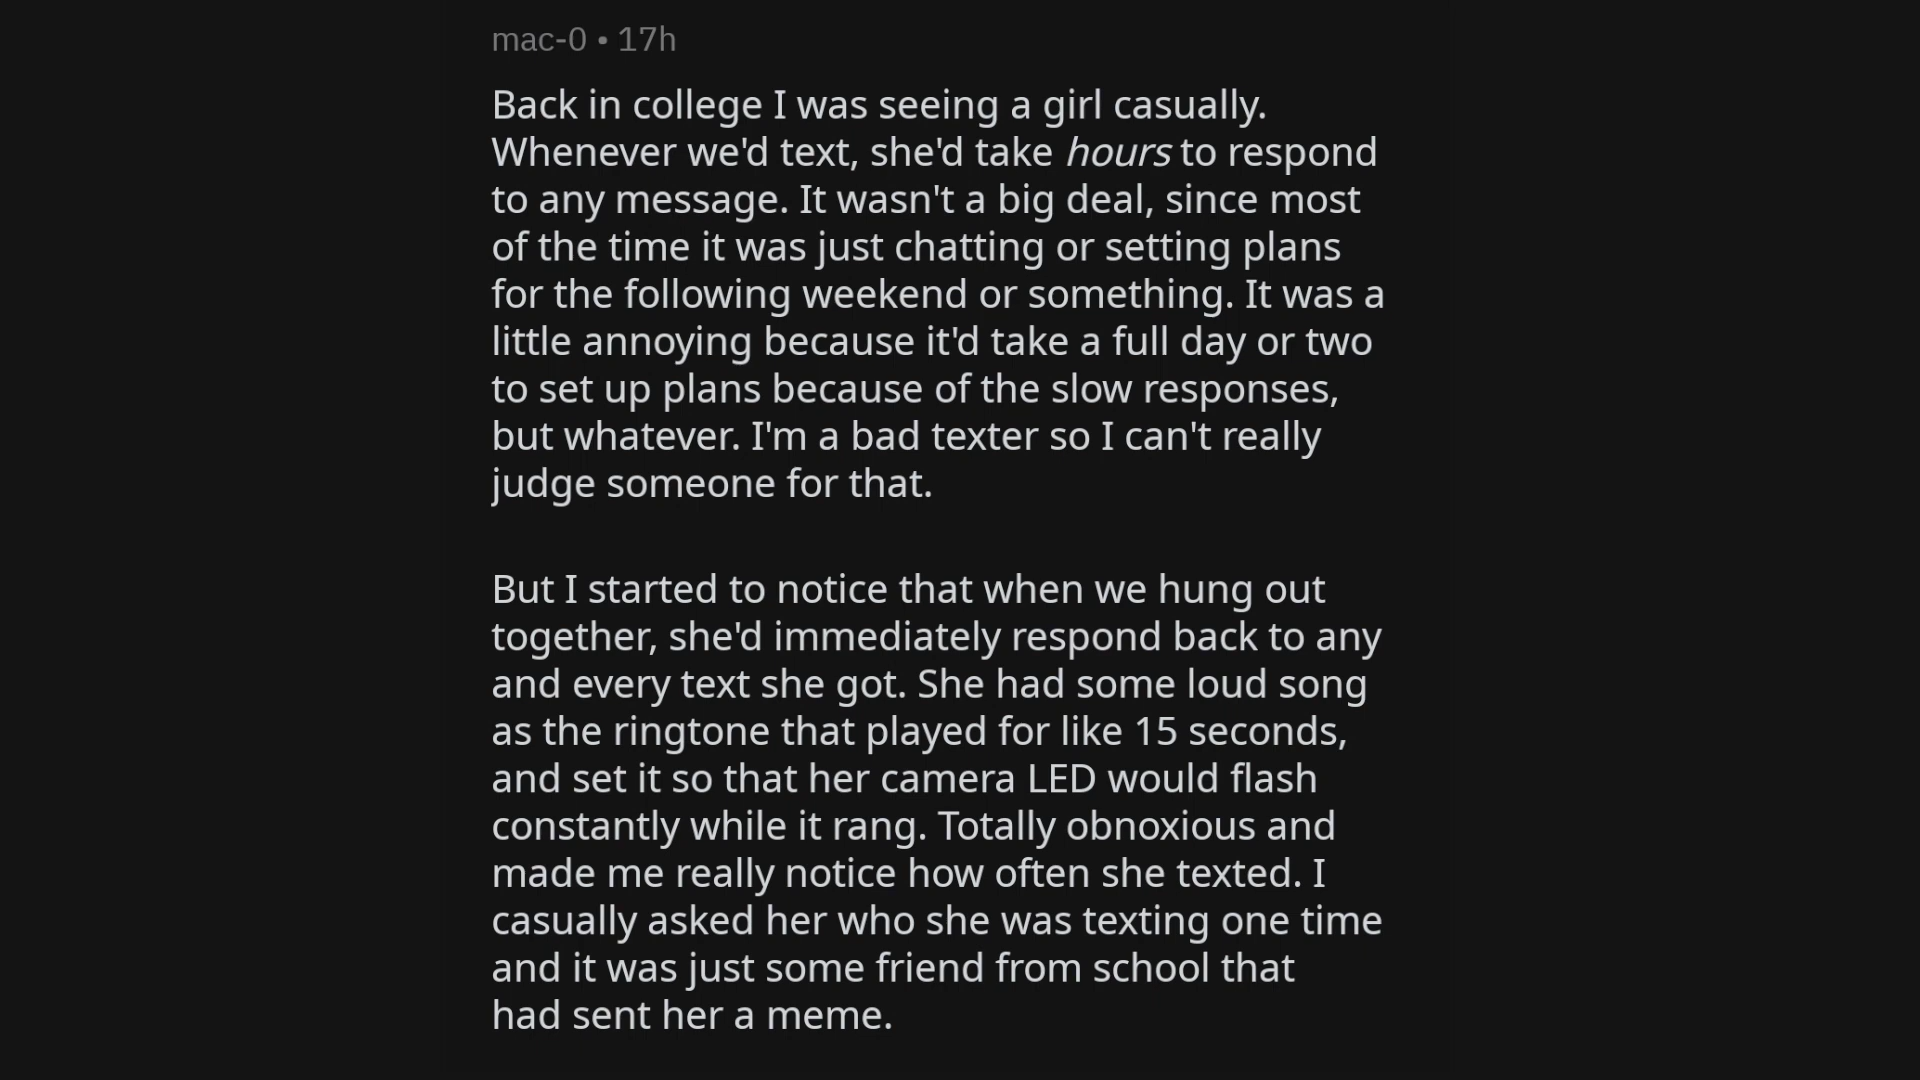 mac-0 • 17h
Back in college I was seeing a girl casually.
Whenever we'd text, she'd take hours to respond
to any message. It wasn't a big deal, since most
of the time it was just chatting or setting plans
for the following weekend or something. It was a
little annoying because it'd take a full day or two
to set up plans because of the slow responses,
but whatever. I'm a bad texter so I can't really
judge someone for that.
But I started to notice that when we hung out
together, she'd immediately respond back to any
and every text she got. She had some loud song
as the ringtone that played for like 15 seconds,
and set it so that her camera LED would flash
constantly while it rang. Totally obnoxious and
made me really notice how often she texted. I
casually asked her who she was texting one time
and it was just some friend from school that
had sent her a meme.